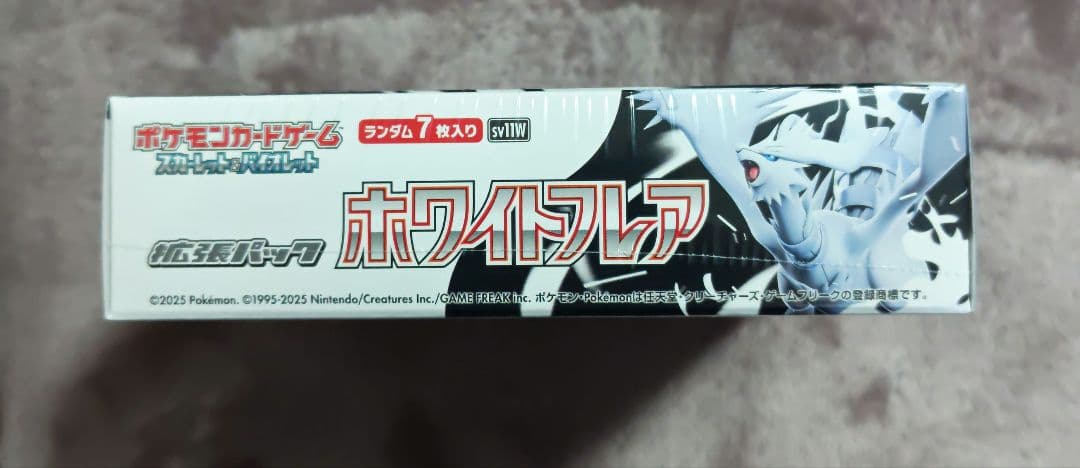 ポケモンカードゲーム
スカーレット&バイオレット
ランダム7枚入り sv11W
拡張パック ホワイトフレア
©2025 Pokémon. ©1995-2025 Nintendo/Creatures Inc./GAME FREAK inc. ポケモン・Pokémonは任天堂・クリーチャーズ・ゲームフリークの登録商標です。